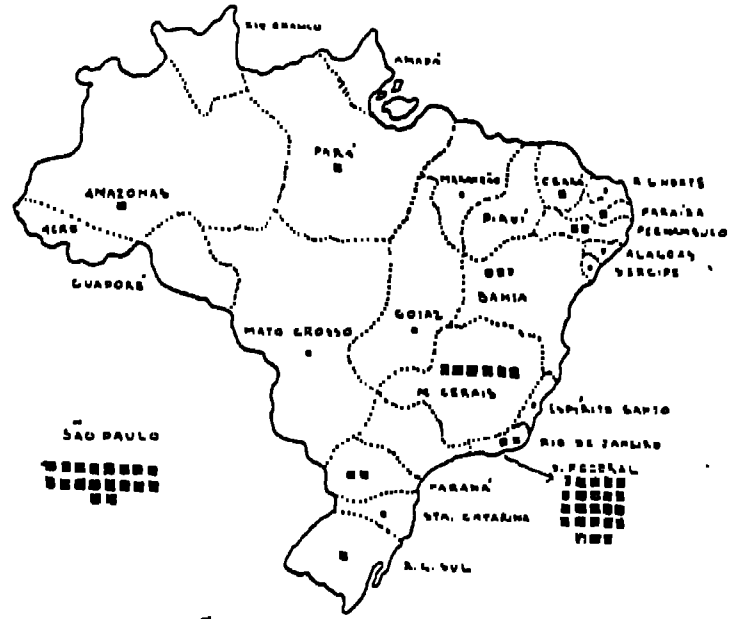 RIO BRANCO
AMAPÁ
PARÁ
MARANHÃO
CEARÁ
R. G. NORTE
AMAZONAS
PARAÍBA
ACRE
PIAUÍ
PERNAMBUCO
ALAGOAS
SERGIPE
GUAPORÉ
BAHIA
GOIAZ
MATO GROSSO
M. GERAIS
ESPÍRITO SANTO
SÃO PAULO
RIO DE JANEIRO
D. FEDERAL
PARANÁ
STA. CATARINA
R. G. SUL